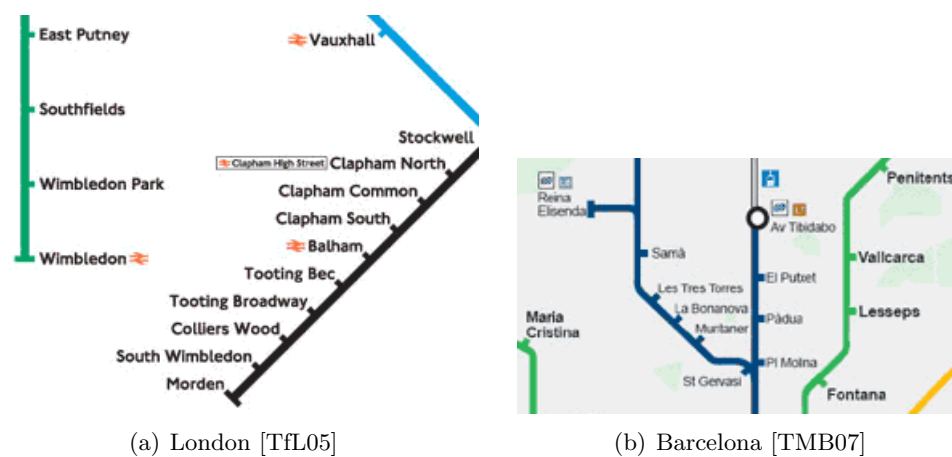 East Putney
Southfields
Wimbledon Park
Wimbledon
Vauxhall
Stockwell
Clapham High Street
Clapham North
Clapham Common
Clapham South
Balham
Tooting Bec
Tooting Broadway
Colliers Wood
South Wimbledon
Morden
(a) London [TfL05]
Reina
Elisenda
Sarrià
Les Tres Torres
La Bonanova
Muntaner
St Gervasi
Maria
Cristina
Av Tibidabo
El Putxet
Pàdua
Pl Molina
Penitents
Vallcarca
Lesseps
Fontana
(b) Barcelona [TMB07]